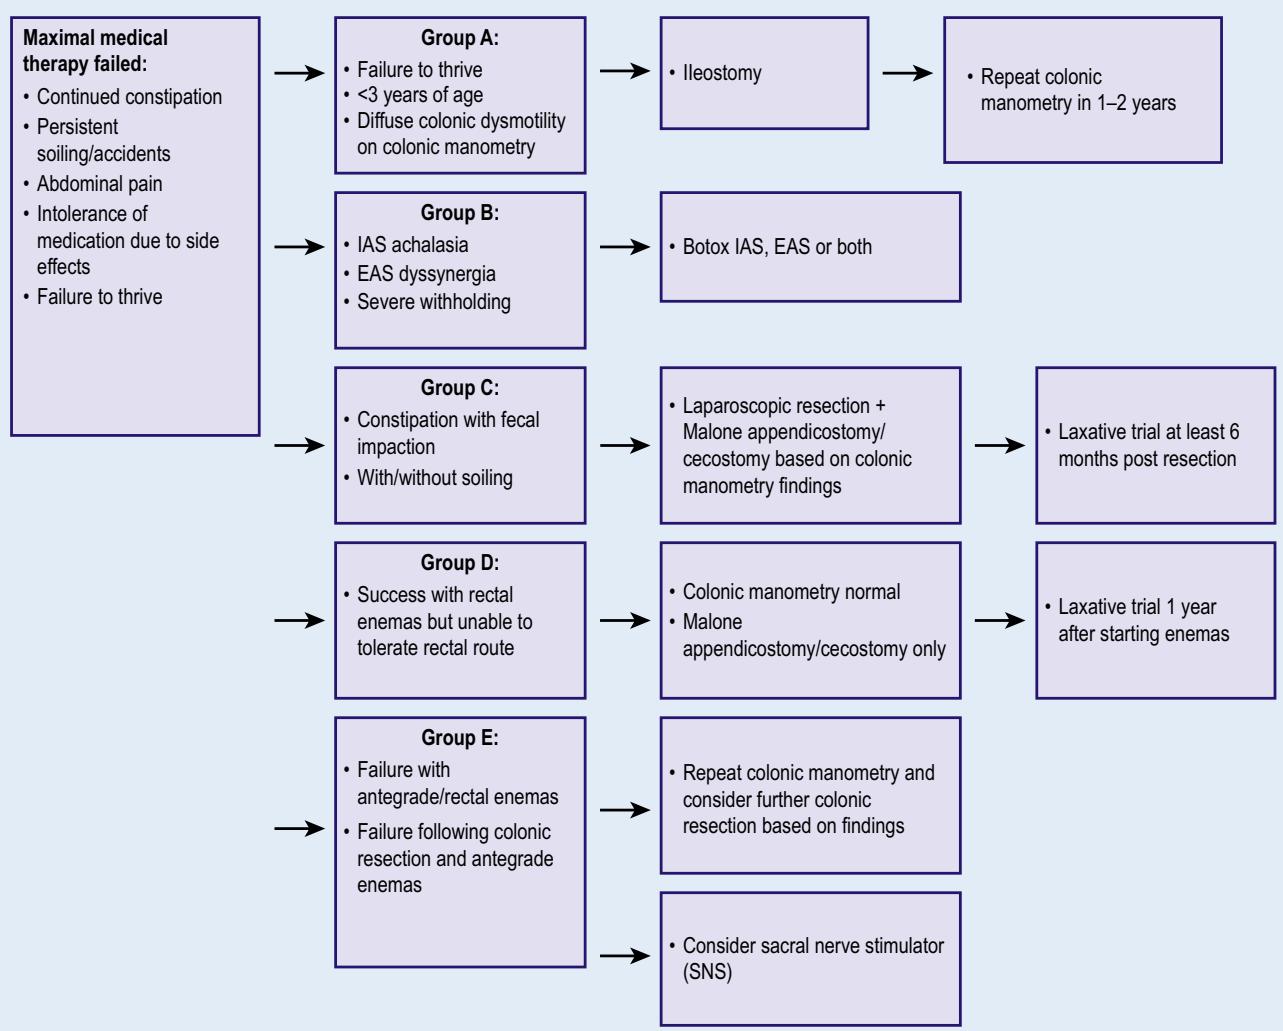 Maximal medical
therapy failed:
• Continued constipation
• Persistent
soiling/accidents
• Abdominal pain
• Intolerance of
medication due to side
effects
• Failure to thrive
Group A:
• Failure to thrive
• <3 years of age
• Diffuse colonic dysmotility
on colonic manometry
• Ileostomy
• Repeat colonic
manometry in 1–2 years
Group B:
• IAS achalasia
• EAS dyssynergia
• Severe withholding
• Botox IAS, EAS or both
Group C:
• Constipation with fecal
impaction
• With/without soiling
• Laparoscopic resection +
Malone appendicostomy/
cecostomy based on colonic
manometry findings
• Laxative trial at least 6
months post resection
Group D:
• Success with rectal
enemas but unable to
tolerate rectal route
• Colonic manometry normal
• Malone
appendicostomy/cecostomy only
• Laxative trial 1 year
after starting enemas
Group E:
• Failure with
antegrade/rectal enemas
• Failure following colonic
resection and antegrade
enemas
• Repeat colonic manometry and
consider further colonic
resection based on findings
• Consider sacral nerve stimulator
(SNS)